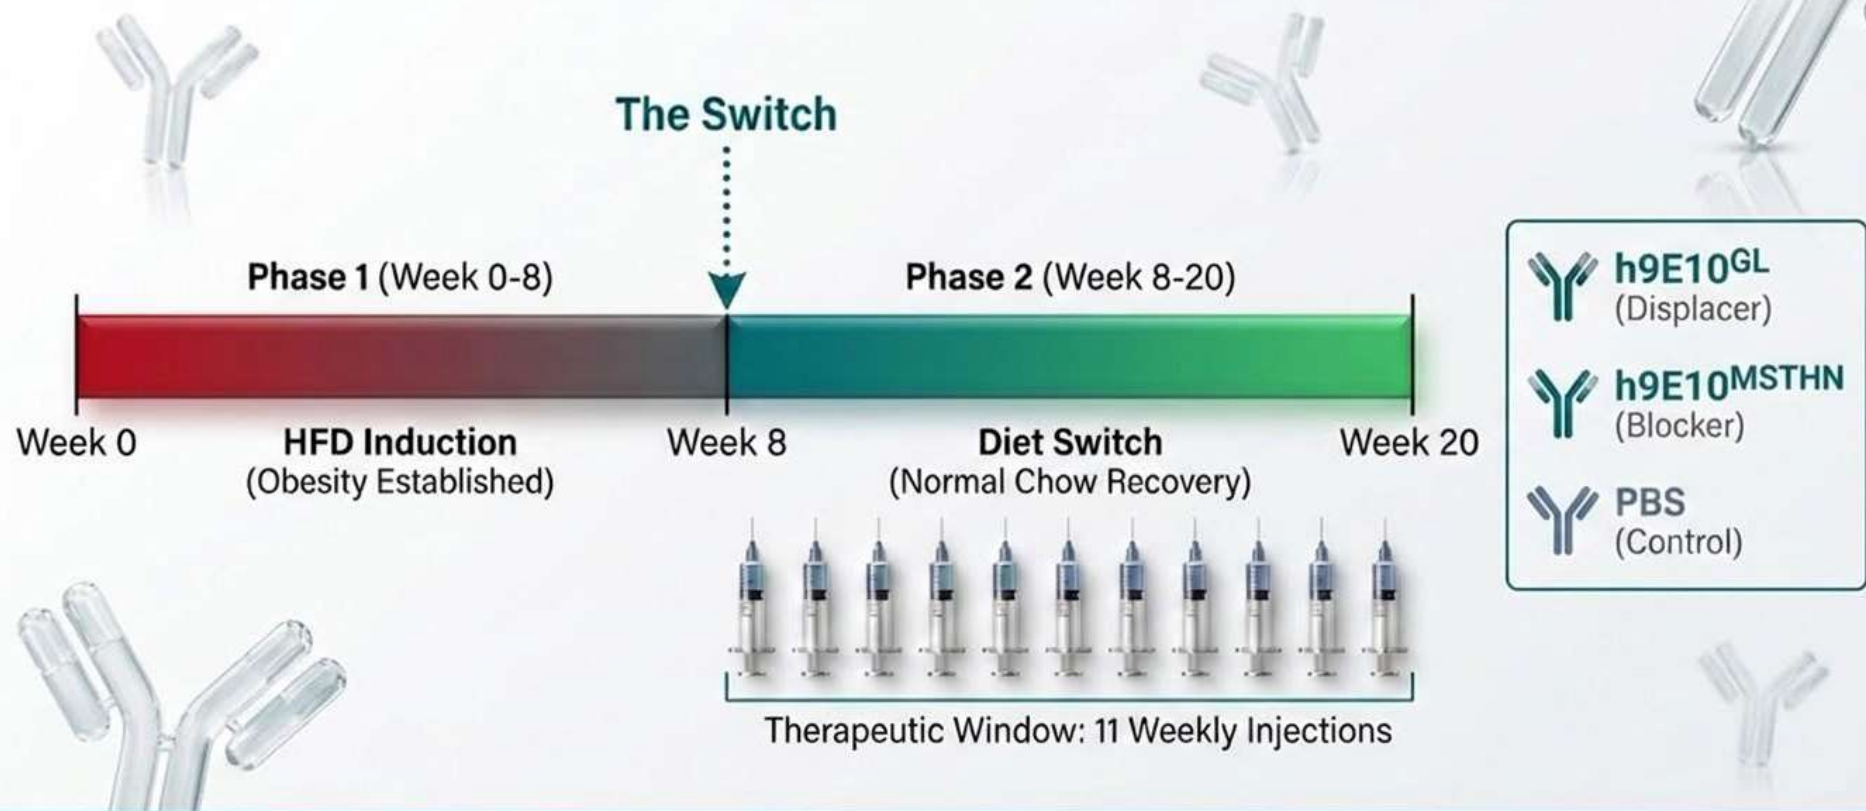 The Switch
Phase 1 (Week 0-8)
Phase 2 (Week 8-20)
Week 0
HFD Induction
(Obesity Established)
Week 8
Diet Switch
(Normal Chow Recovery)
Week 20
Therapeutic Window: 11 Weekly Injections
h9E10GL
(Displacer)
h9E10MSTHN
(Blocker)
PBS
(Control)